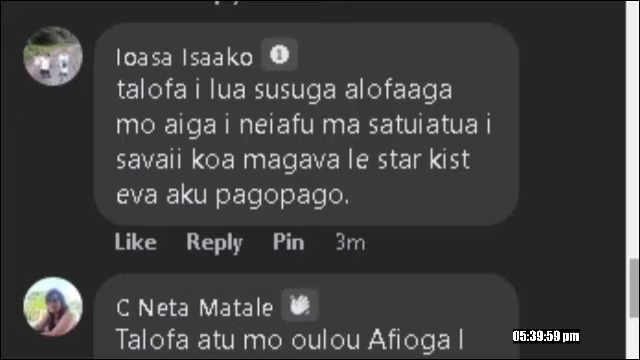 Ioasa Isaako
talofa i lua susuga alofaaga
mo aiga i neiafu ma satuiatua i
savaii koa magava le star kist
eva aku pagopago.
Like Reply Pin 3m
C Neta Matale
Talofa atu mo oulou Afioga I
05:39:59 pm